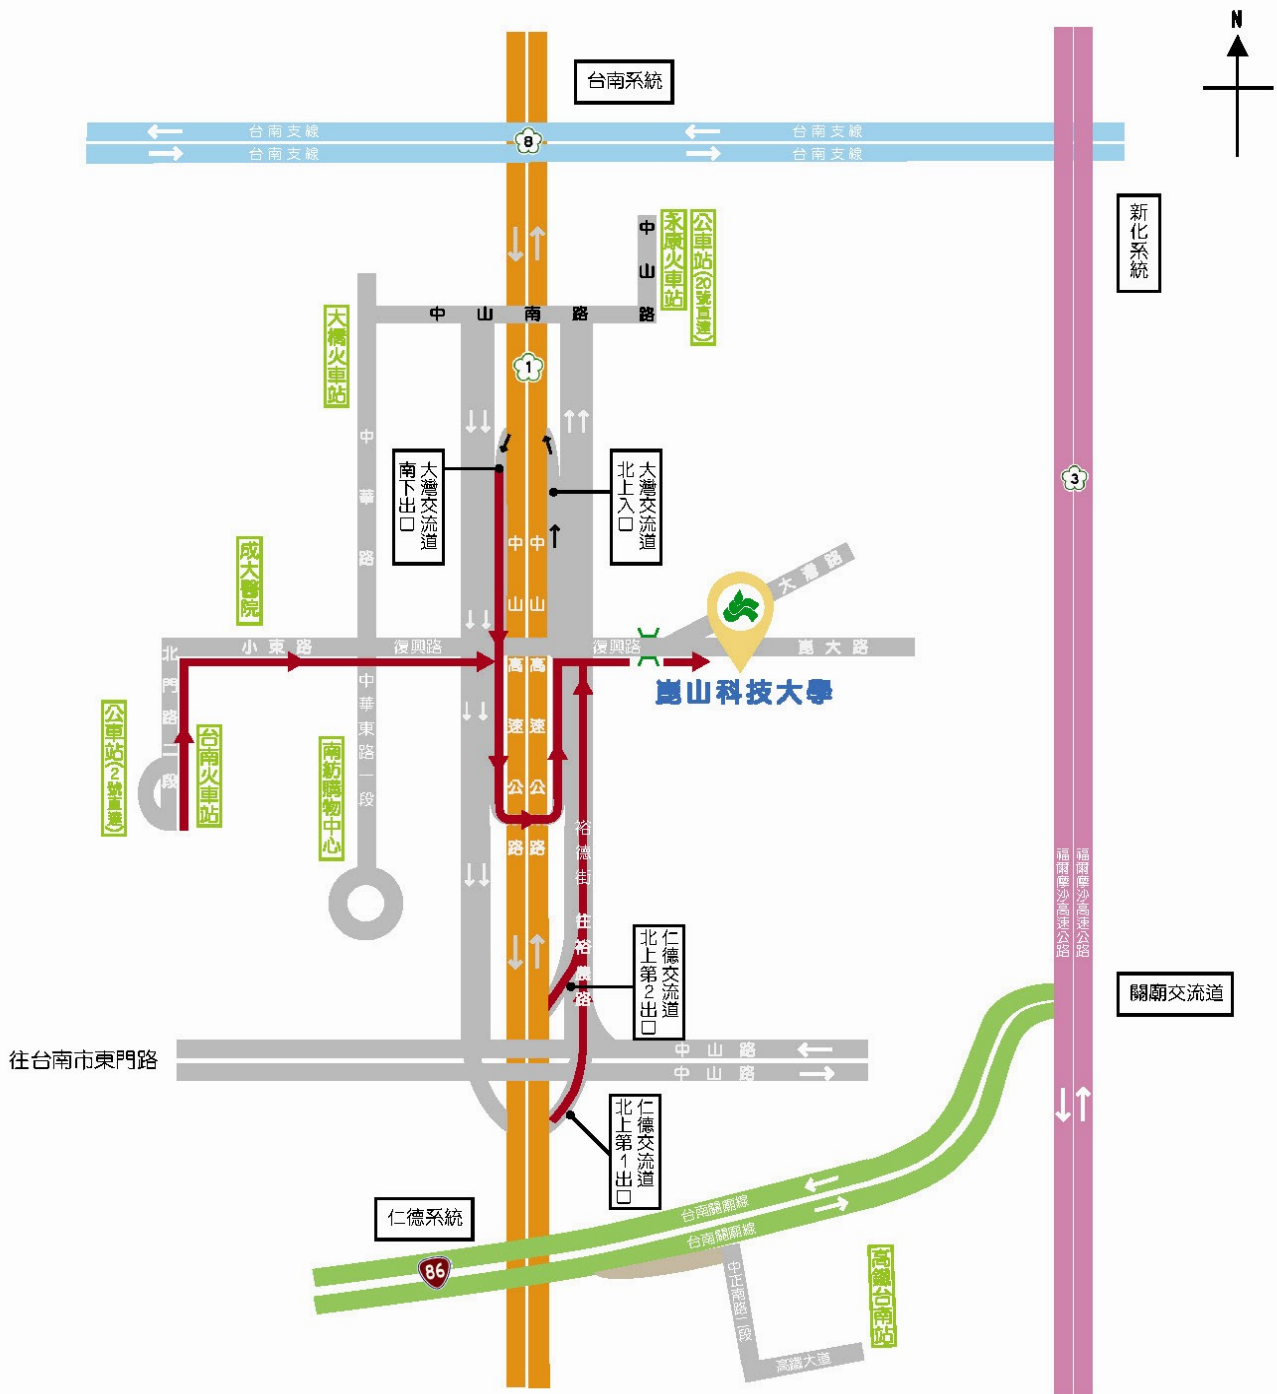 N
台南系統
台南支線
台南支線
8
台南支線
台南支線
新化系統
中山路
永康火車站
公車站(20號直達)
中山南路
大橋火車站
1
中華路
大灣交流道
南下出口
大灣交流道
北上入口
3
成大醫院
中山高速公路
中山高速公路
大灣路
小東路
復興路
復興路
崑大路
北門路二段
崑山科技大學
中華東路一段
公車站(2號直達)
台南火車站
南紡購物中心
裕德街
往裕農路
福爾摩沙高速公路
福爾摩沙高速公路
仁德交流道
北上第2出口
關廟交流道
往台南市東門路
中山路
中山路
仁德交流道
北上第1出口
仁德系統
台南關廟線
台南關廟線
86
中正南路二段
高鐵台南站
高鐵大道